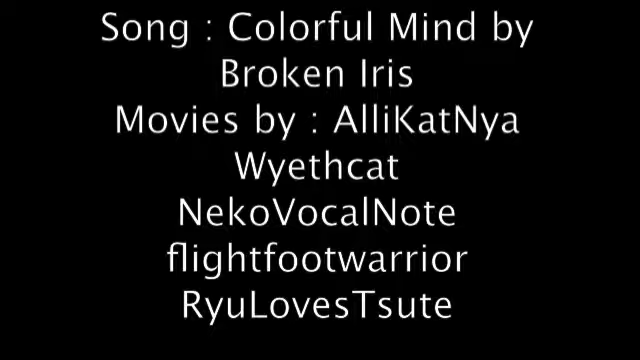 Song : Colorful Mind by
Broken Iris
Movies by : AlliKatNya
Wyethcat
NekoVocalNote
flightfootwarrior
RyuLovesTsute